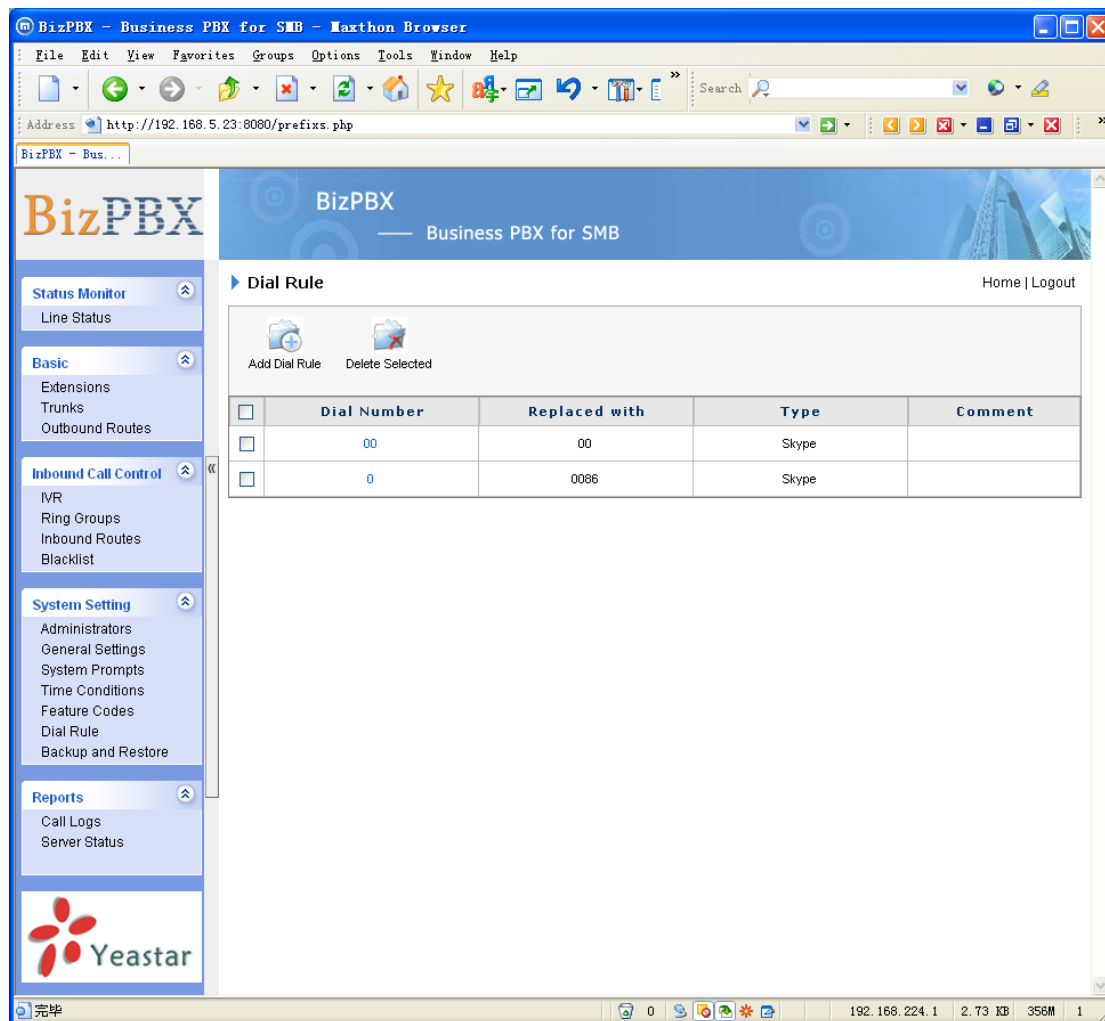 BizPBX - Business PBX for SMB - Maxthon Browser
File Edit View Favorites Groups Options Tools Window Help
Search
Address http://192.168.5.23:8080/prefixs.php
BizPBX - Bus...
BizPBX
BizPBX
Business PBX for SMB
Dial Rule
Home | Logout
Status Monitor
Line Status
Basic
Extensions
Trunks
Outbound Routes
Inbound Call Control
IVR
Ring Groups
Inbound Routes
Blacklist
System Setting
Administrators
General Settings
System Prompts
Time Conditions
Feature Codes
Dial Rule
Backup and Restore
Reports
Call Logs
Server Status
Yeastar
Add Dial Rule Delete Selected
Dial Number Replaced with Type Comment
00 00 Skype
0 0086 Skype
完毕 0 192.168.224.1 2.73 KB 356M 1